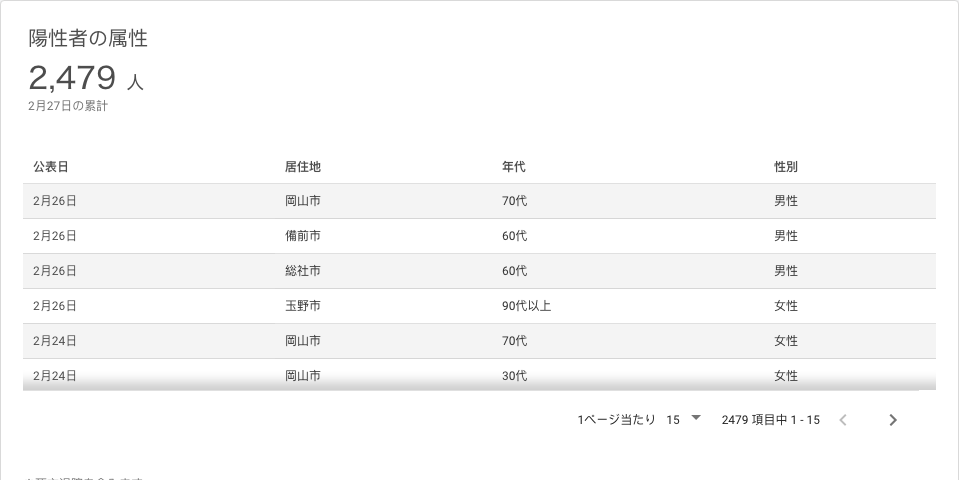 陽性者の属性
2,479 人
2月27日の累計
公表日 居住地 年代 性別
2月26日 岡山市 70代 男性
2月26日 備前市 60代 男性
2月26日 総社市 60代 男性
2月26日 玉野市 90代以上 女性
2月24日 岡山市 70代 女性
2月24日 岡山市 30代 女性
1ページ当たり 15 2479 項目中 1 - 15